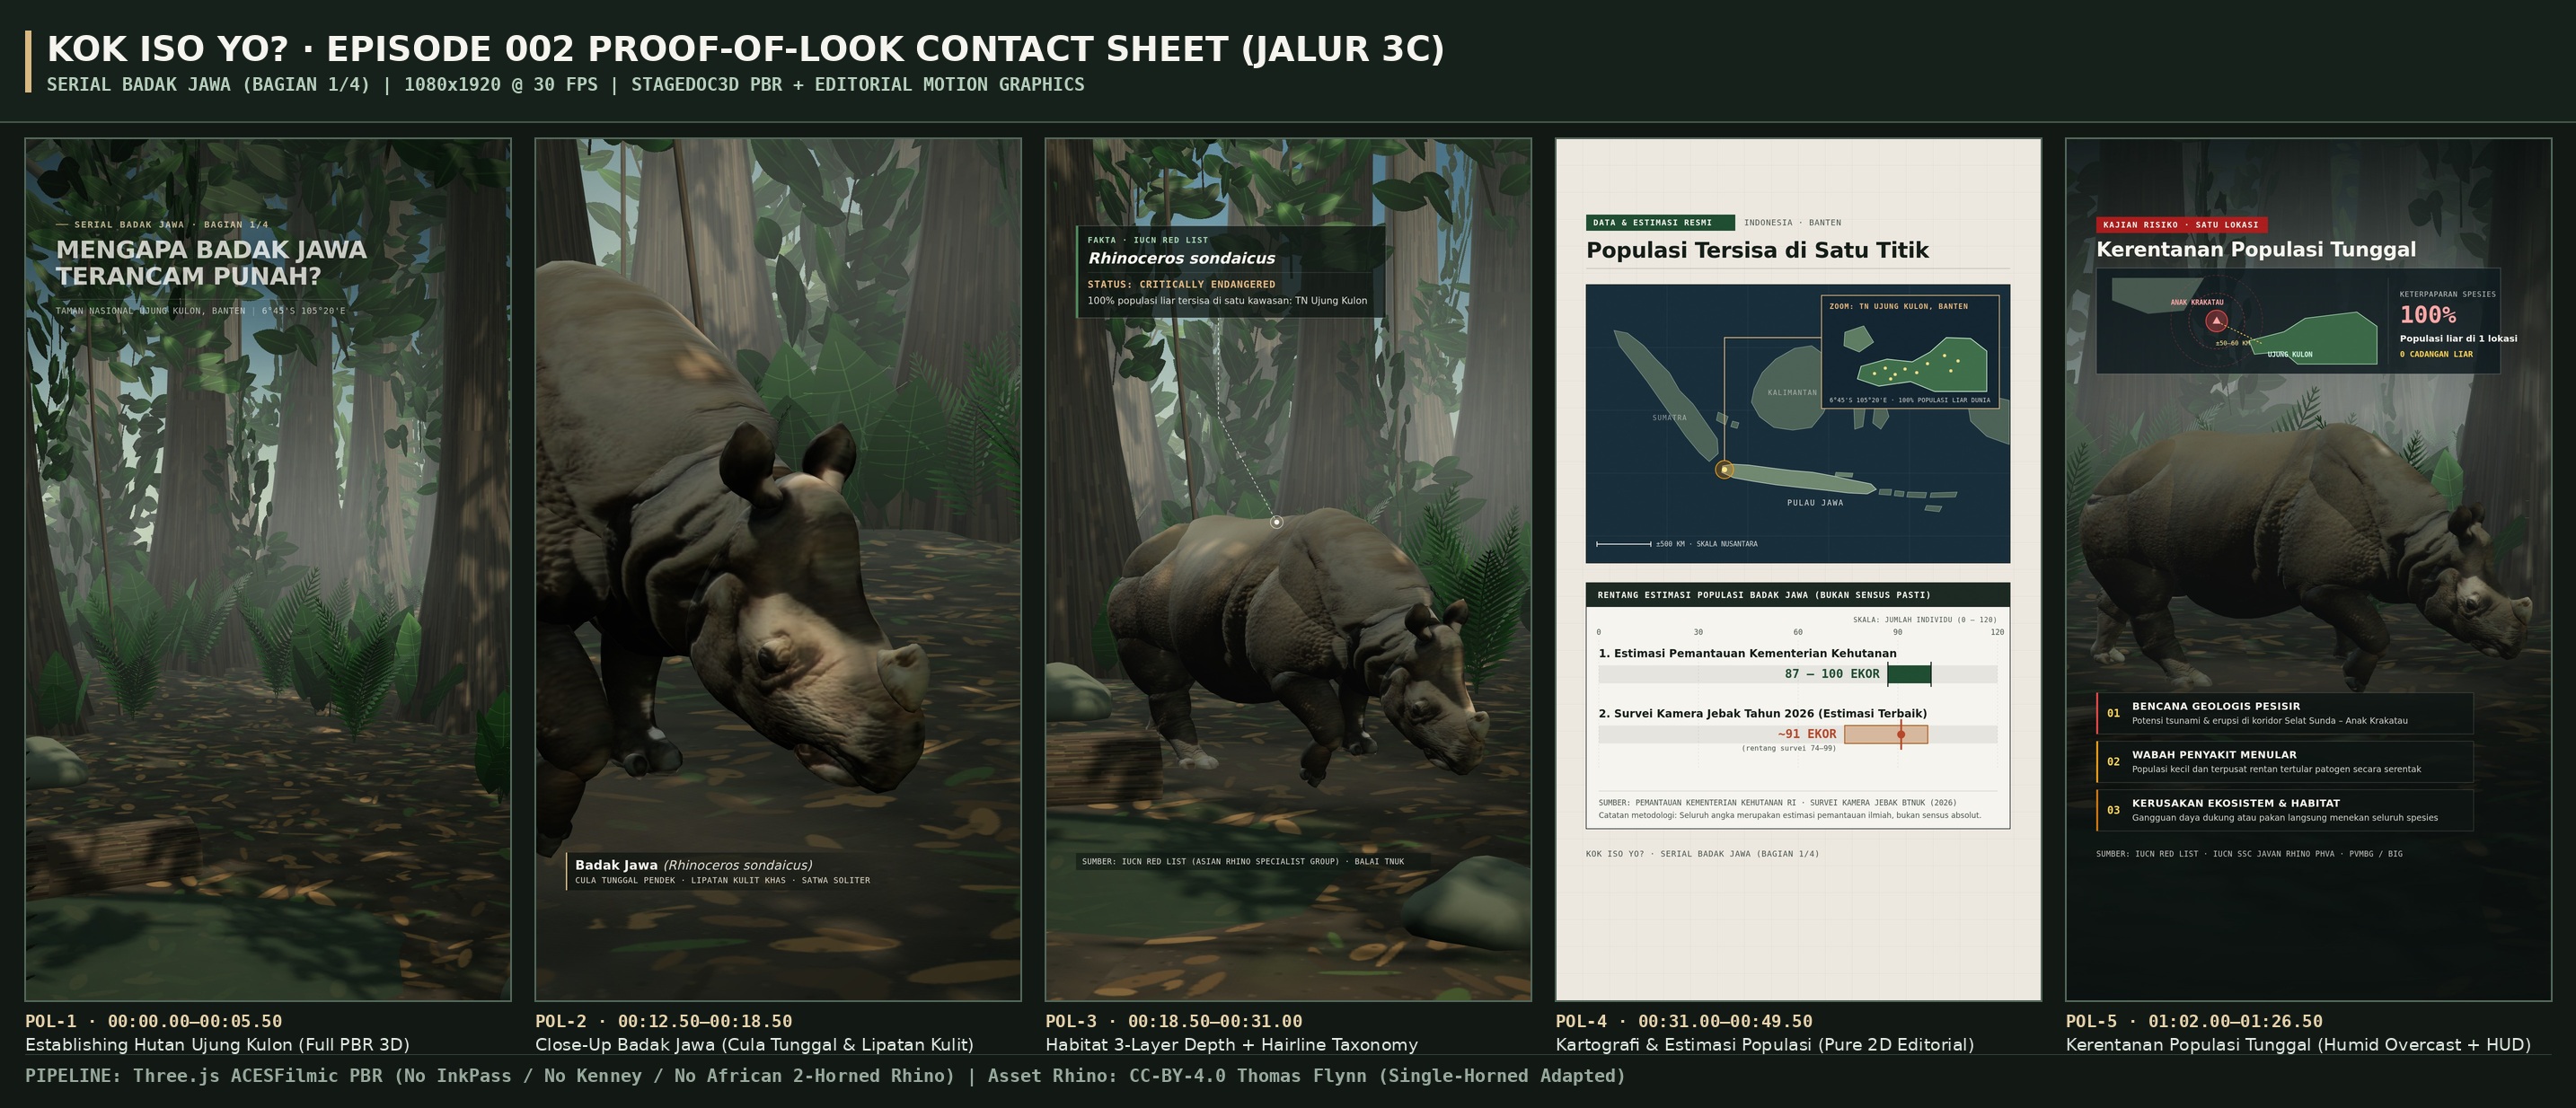 KOK ISO YO? · EPISODE 002 PROOF-OF-LOOK CONTACT SHEET (JALUR 3C)
SERIAL BADAK JAWA (BAGIAN 1/4) | 1080x1920 @ 30 FPS | STAGEDOC3D PBR + EDITORIAL MOTION GRAPHICS
— SERIAL BADAK JAWA · BAGIAN 1/4
MENGAPA BADAK JAWA
TERANCAM PUNAH?
TAMAN NASIONAL UJUNG KULON, BANTEN | 6°45'S 105°20'E
POL-1 · 00:00.00—00:05.50
Establishing Hutan Ujung Kulon (Full PBR 3D)
Badak Jawa (Rhinoceros sondaicus)
CULA TUNGGAL PENDEK · LIPATAN KULIT KHAS · SATWA SOLITER
POL-2 · 00:12.50—00:18.50
Close-Up Badak Jawa (Cula Tunggal & Lipatan Kulit)
FAKTA · IUCN RED LIST
Rhinoceros sondaicus
STATUS: CRITICALLY ENDANGERED
100% populasi liar tersisa di satu kawasan: TN Ujung Kulon
SUMBER: IUCN RED LIST (ASIAN RHINO SPECIALIST GROUP) · BALAI TNUK
POL-3 · 00:18.50—00:31.00
Habitat 3-Layer Depth + Hairline Taxonomy
DATA & ESTIMASI RESMI
INDONESIA · BANTEN
Populasi Tersisa di Satu Titik
ZOOM: TN UJUNG KULON, BANTEN
6°45'S 105°20'E · 100% POPULASI LIAR DUNIA
KALIMANTAN
SUMATRA
PULAU JAWA
±500 KM · SKALA NUSANTARA
RENTANG ESTIMASI POPULASI BADAK JAWA (BUKAN SENSUS PASTI)
SKALA: JUMLAH INDIVIDU (0 — 120)
0 30 60 90 120
1. Estimasi Pemantauan Kementerian Kehutanan
87 — 100 EKOR
2. Survei Kamera Jebak Tahun 2026 (Estimasi Terbaik)
~91 EKOR
(rentang survei 74—99)
SUMBER: PEMANTAUAN KEMENTERIAN KEHUTANAN RI · SURVEI KAMERA JEBAK BTNUK (2026)
Catatan metodologi: Seluruh angka merupakan estimasi pemantauan ilmiah, bukan sensus absolut.
KOK ISO YO? · SERIAL BADAK JAWA (BAGIAN 1/4)
POL-4 · 00:31.00—00:49.50
Kartografi & Estimasi Populasi (Pure 2D Editorial)
KAJIAN RISIKO · SATU LOKASI
Kerentanan Populasi Tunggal
ANAK KRAKATAU
±50—60 KM
UJUNG KULON
KETERPAPARAN SPESIES
100%
Populasi liar di 1 lokasi
0 CADANGAN LIAR
01 BENCANA GEOLOGIS PESISIR
Potensi tsunami & erupsi di koridor Selat Sunda – Anak Krakatau
02 WABAH PENYAKIT MENULAR
Populasi kecil dan terpusat rentan tertular patogen secara serentak
03 KERUSAKAN EKOSISTEM & HABITAT
Gangguan daya dukung atau pakan langsung menekan seluruh spesies
SUMBER: IUCN RED LIST · IUCN SSC JAVAN RHINO PHVA · PVMBG / BIG
POL-5 · 01:02.00—01:26.50
Kerentanan Populasi Tunggal (Humid Overcast + HUD)
PIPELINE: Three.js ACESFilmic PBR (No InkPass / No Kenney / No African 2-Horned Rhino) | Asset Rhino: CC-BY-4.0 Thomas Flynn (Single-Horned Adapted)